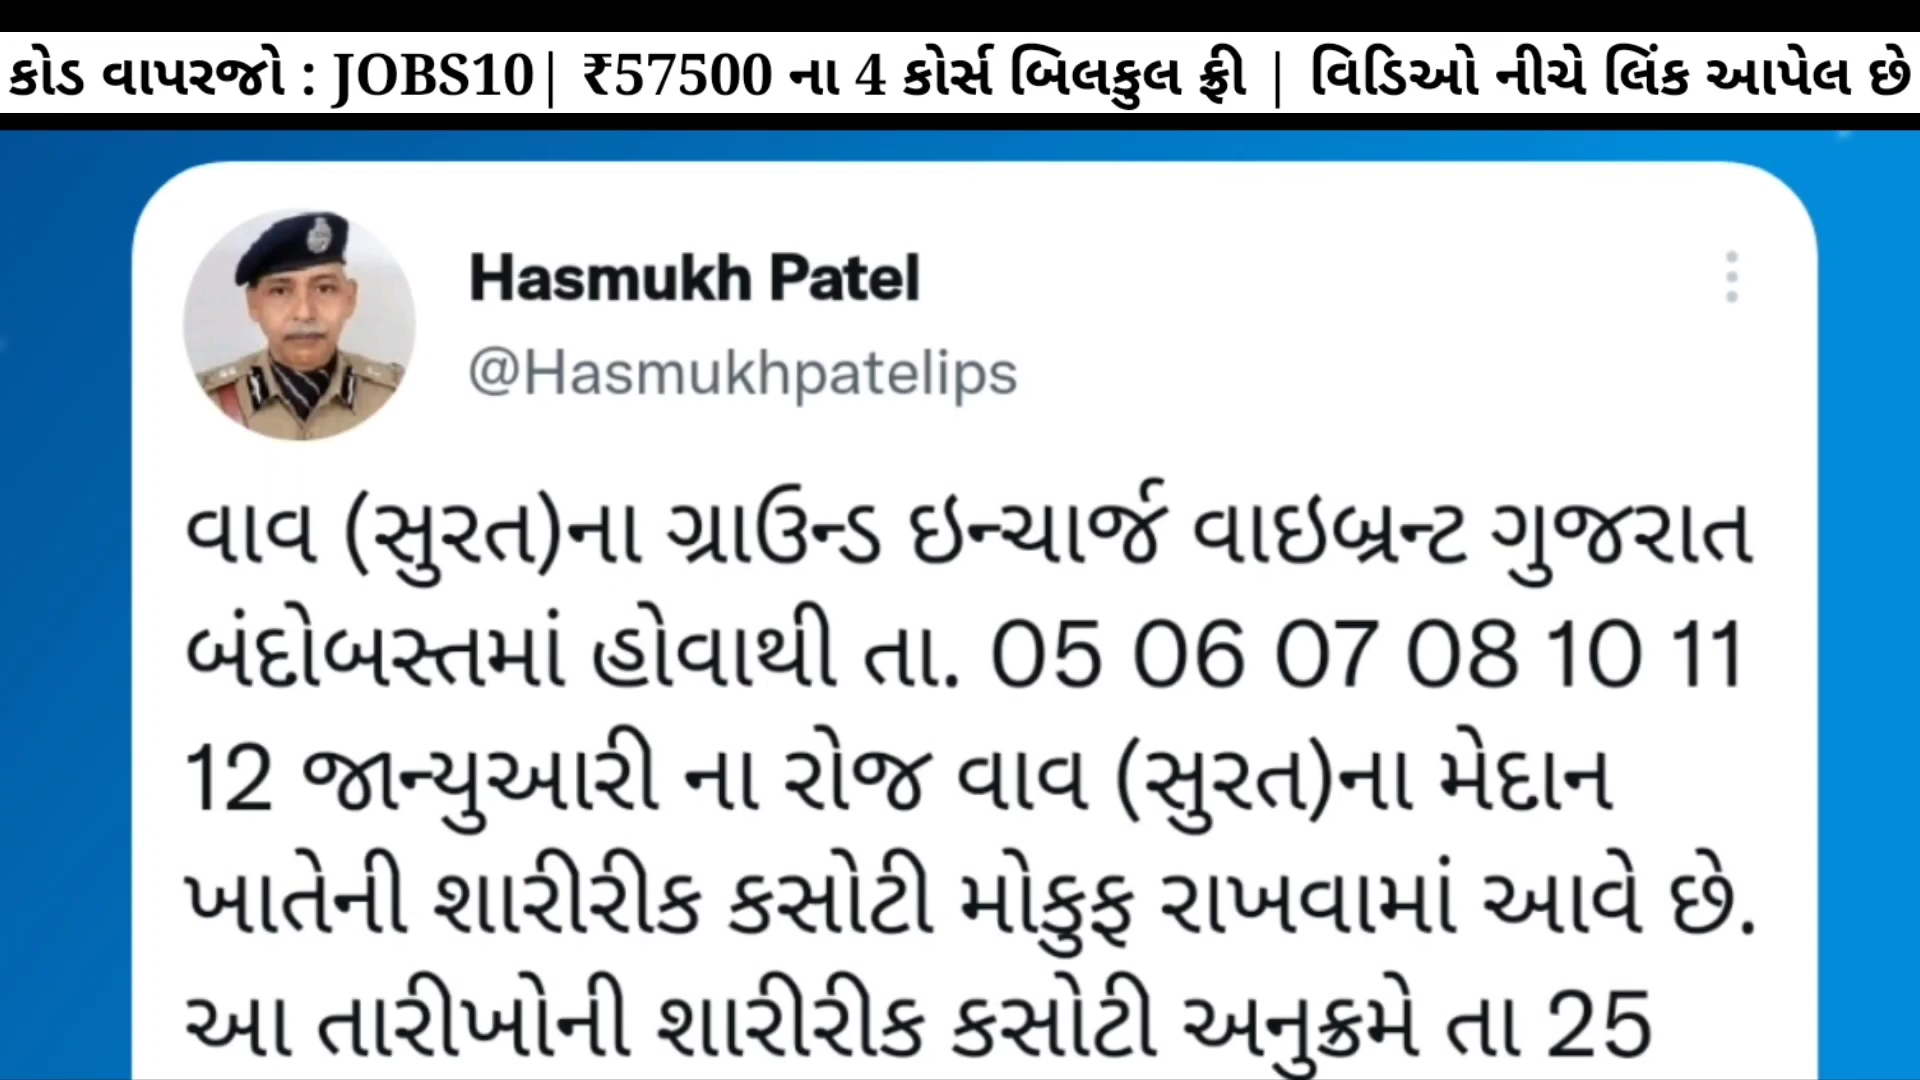 કોડ વાપરજો : JOBS10| ₹57500 ના 4 કોર્સ બિલકુલ ફ્રી | વિડિઓ નીચે લિંક આપેલ છે
Hasmukh Patel
@Hasmukhpatelips
વાવ (સુરત)ના ગ્રાઉન્ડ ઇન્ચાર્જ વાઇબ્રન્ટ ગુજરાત
બંદોબસ્તમાં હોવાથી તા. 05 06 07 08 10 11
12 જાન્યુઆરી ના રોજ વાવ (સુરત)ના મેદાન
ખાતેની શારીરીક કસોટી મોકુફ રાખવામાં આવે છે.
આ તારીખોની શારીરીક કસોટી અનુક્રમે તા 25